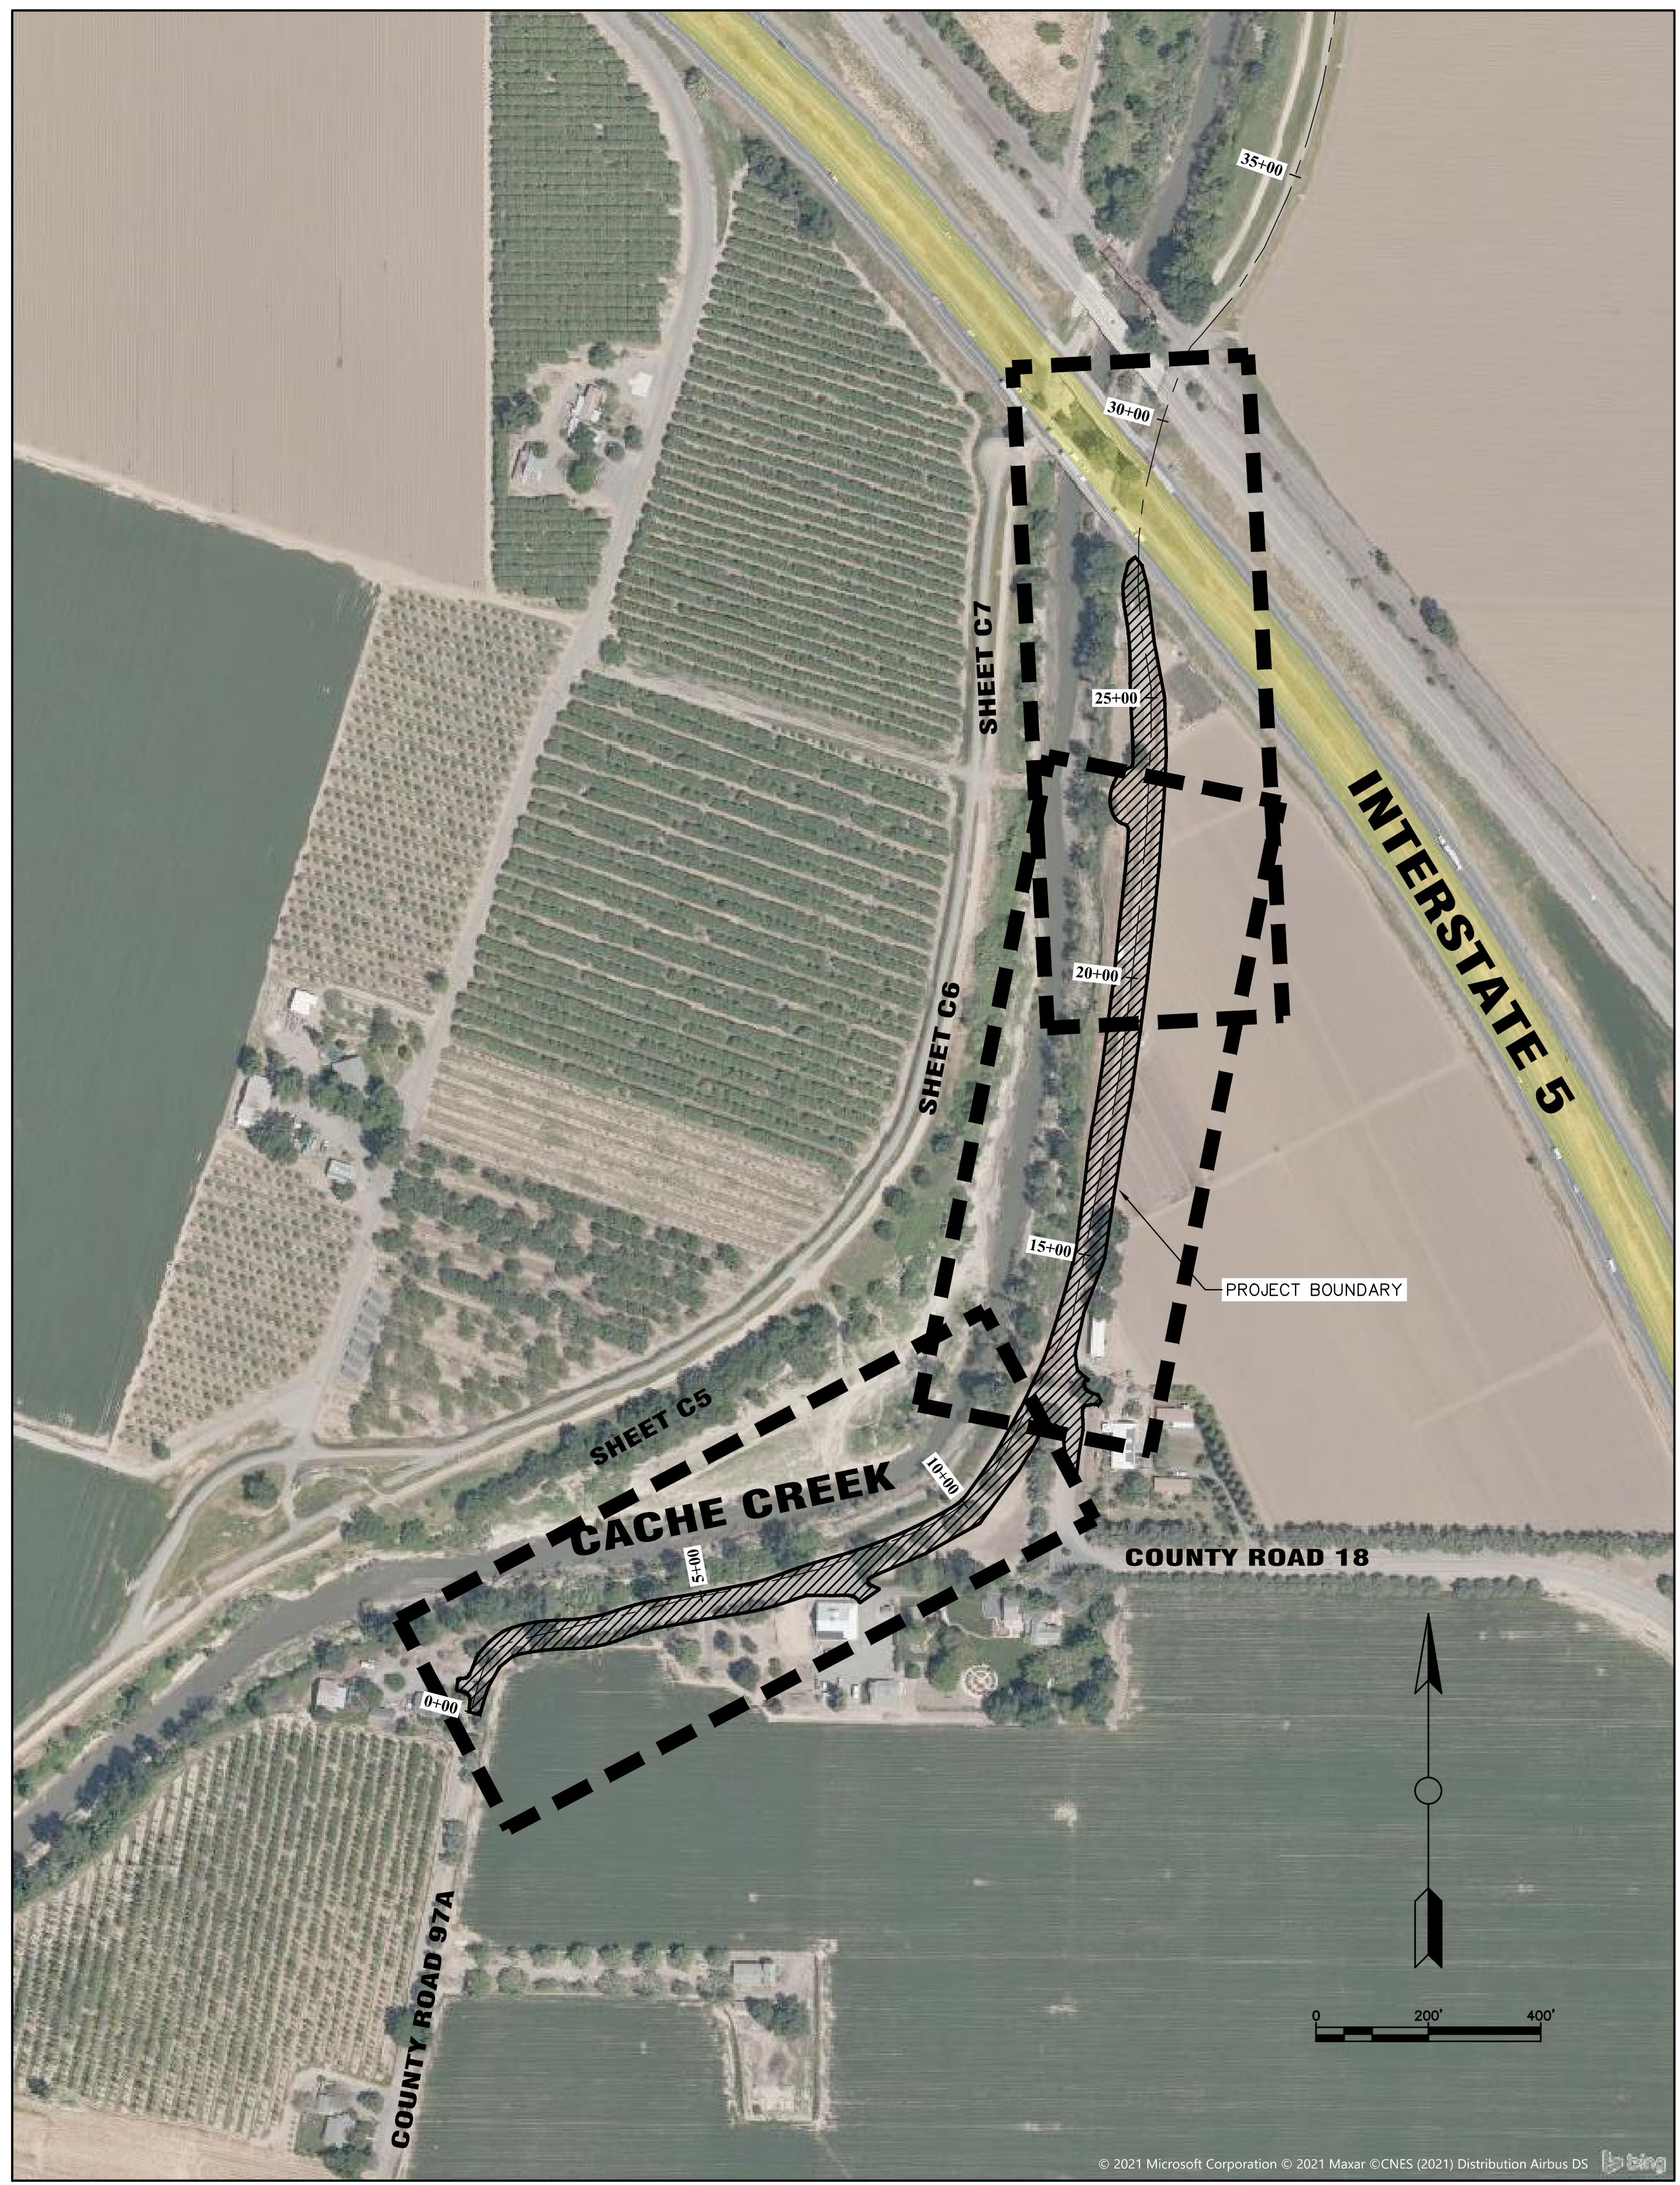 35+00
30+00
SHEET C7
25+00
INTERSTATE 5
20+00
SHEET C6
15+00
PROJECT BOUNDARY
SHEET C5
10+00
CACHE CREEK
5+00
COUNTY ROAD 18
0+00
COUNTY ROAD 97A
0 200' 400'
© 2021 Microsoft Corporation © 2021 Maxar ©CNES (2021) Distribution Airbus DS
bing